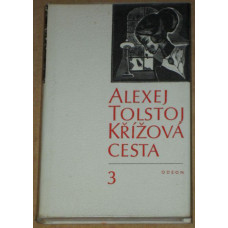 ALEXEJ
TOLSTOJ
KŘÍŽOVÁ
CESTA
3
ODEON